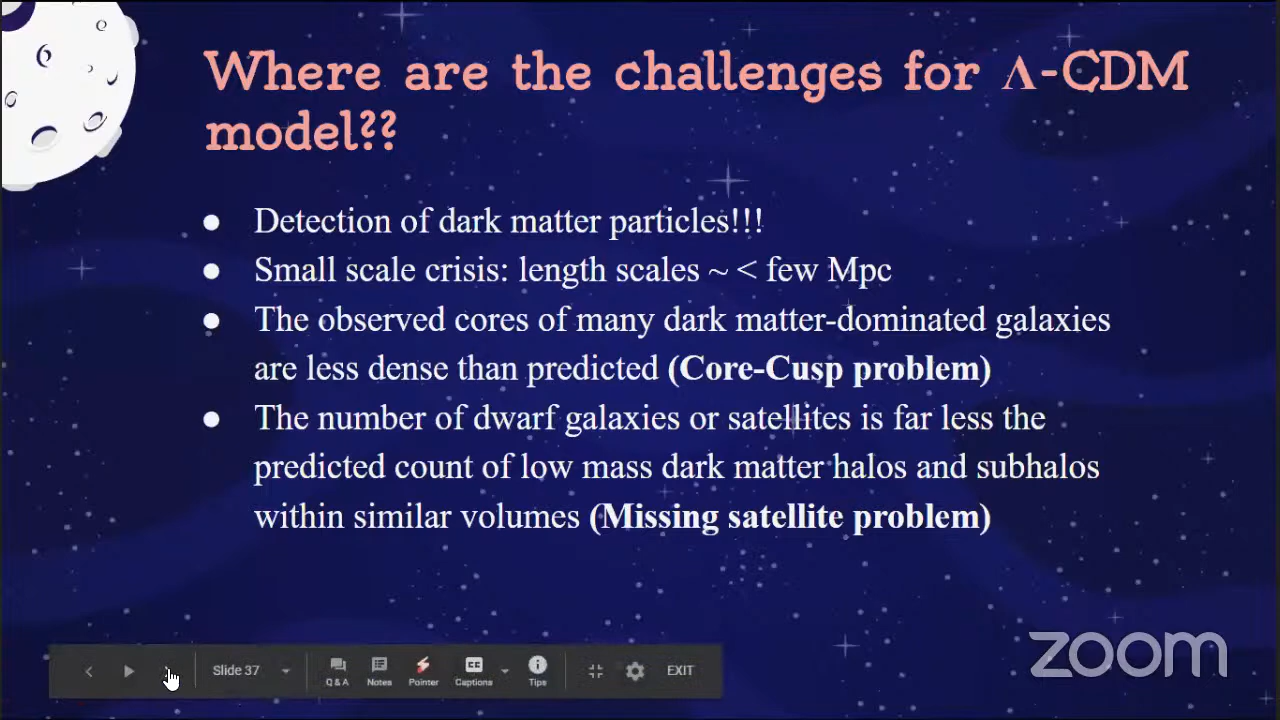 Where are the challenges for Λ-CDM
model??
● Detection of dark matter particles!!!
● Small scale crisis: length scales ~ < few Mpc
● The observed cores of many dark matter-dominated galaxies
are less dense than predicted (Core-Cusp problem)
● The number of dwarf galaxies or satellites is far less the
predicted count of low mass dark matter halos and subhalos
within similar volumes (Missing satellite problem)
Slide 37
Q & A
Notes
Pointer
CC
Captions
Tips
EXIT
zoom